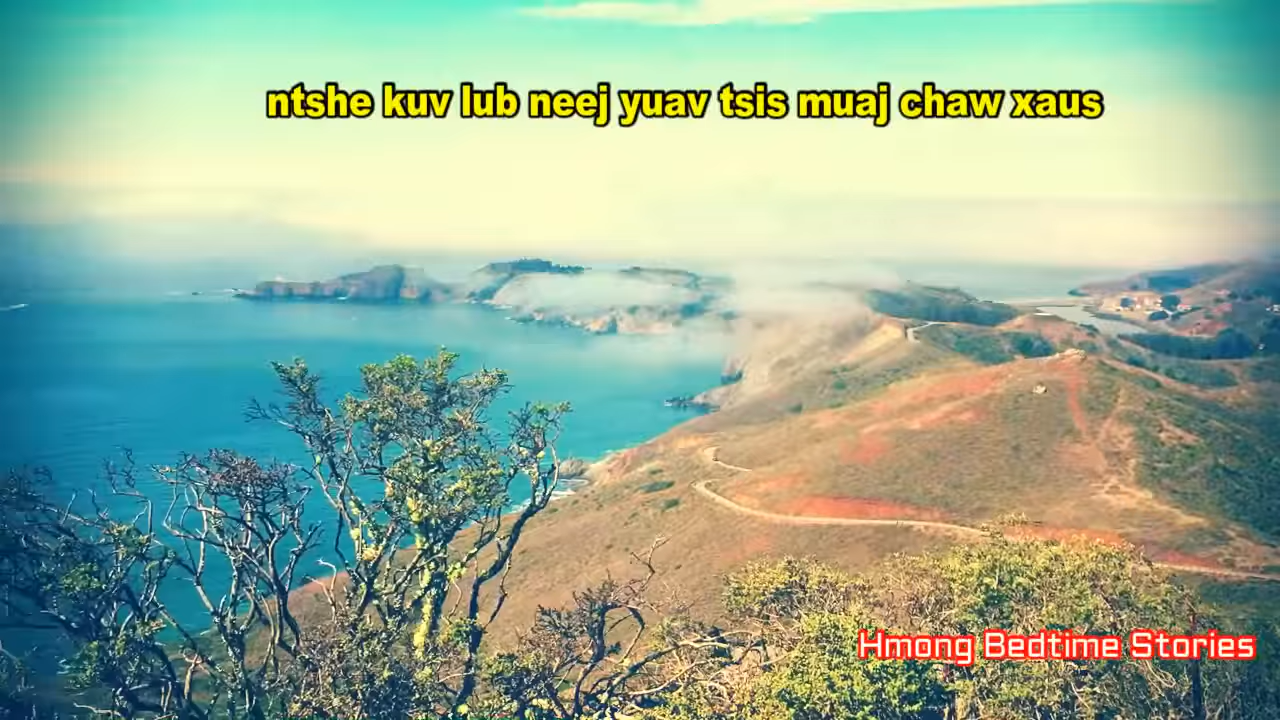 ntshe kuv lub neej yuav tsis muaj chaw xaus
Hmong Bedtime Stories